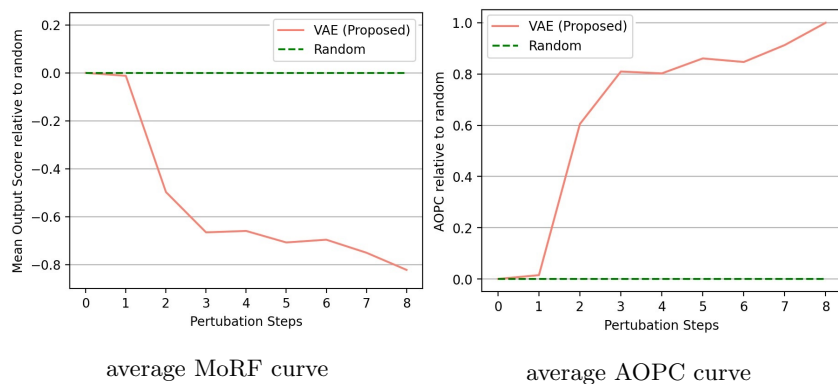 0.2
0.0
−0.2
−0.4
−0.6
−0.8
Mean Output Score relative to random
VAE (Proposed)
Random
0 1 2 3 4 5 6 7 8
Pertubation Steps
average MoRF curve
1.0
0.8
0.6
0.4
0.2
0.0
AOPC relative to random
VAE (Proposed)
Random
0 1 2 3 4 5 6 7 8
Pertubation Steps
average AOPC curve